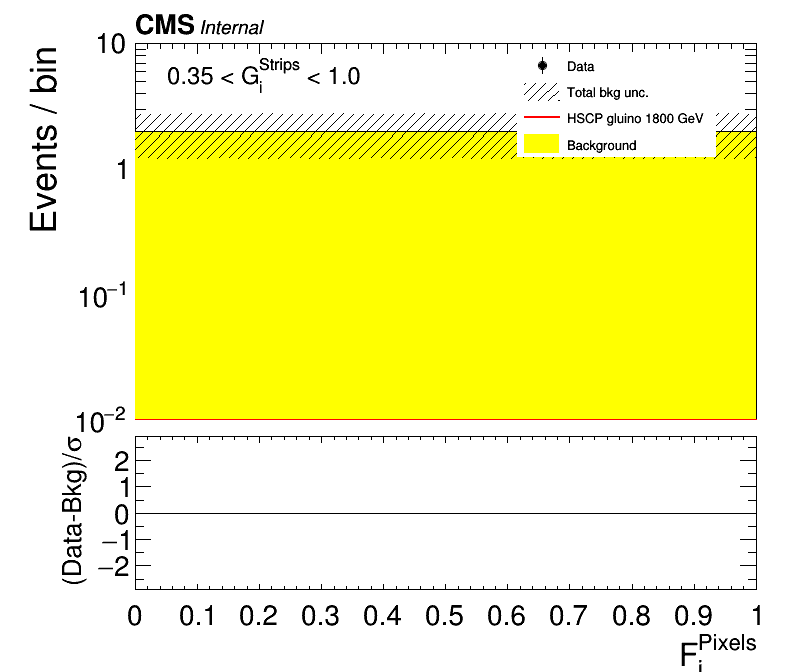 CMS Internal
0.35 < G_i^Strips < 1.0
Data
Total bkg unc.
HSCP gluino 1800 GeV
Background
Events / bin
10
1
10^−1
10^−2
(Data-Bkg)/σ
2
1
0
−1
−2
0 0.1 0.2 0.3 0.4 0.5 0.6 0.7 0.8 0.9 1
F_i^Pixels